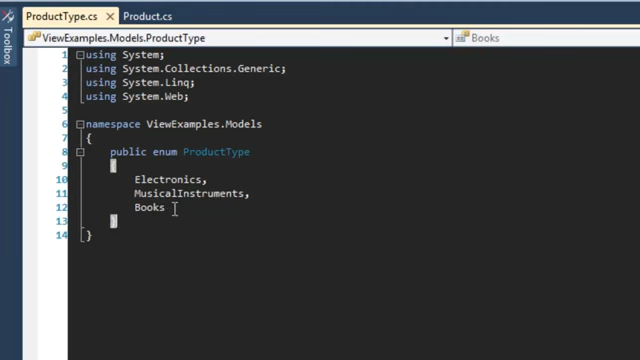 ProductType.cs Product.cs
Toolbox
ViewExamples.Models.ProductType Books
1 using System;
2 using System.Collections.Generic;
3 using System.Linq;
4 using System.Web;
5
6 namespace ViewExamples.Models
7 {
8 public enum ProductType
9 {
10 Electronics,
11 MusicalInstruments,
12 Books
13 }
14 }